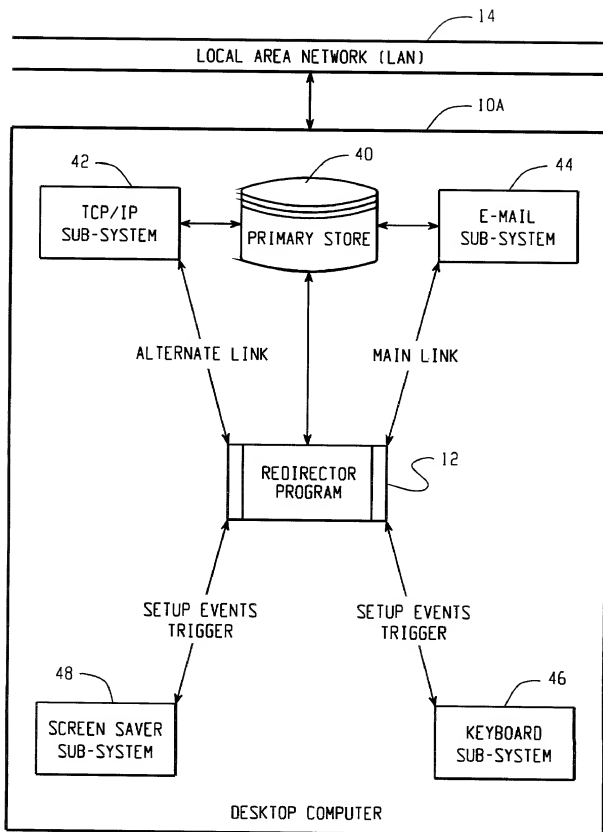 14
LOCAL AREA NETWORK (LAN)
10A
42
40
44
TCP/IP
SUB-SYSTEM
PRIMARY STORE
E-MAIL
SUB-SYSTEM
ALTERNATE LINK
MAIN LINK
12
REDIRECTOR
PROGRAM
SETUP EVENTS
TRIGGER
SETUP EVENTS
TRIGGER
48
46
SCREEN SAVER
SUB-SYSTEM
KEYBOARD
SUB-SYSTEM
DESKTOP COMPUTER